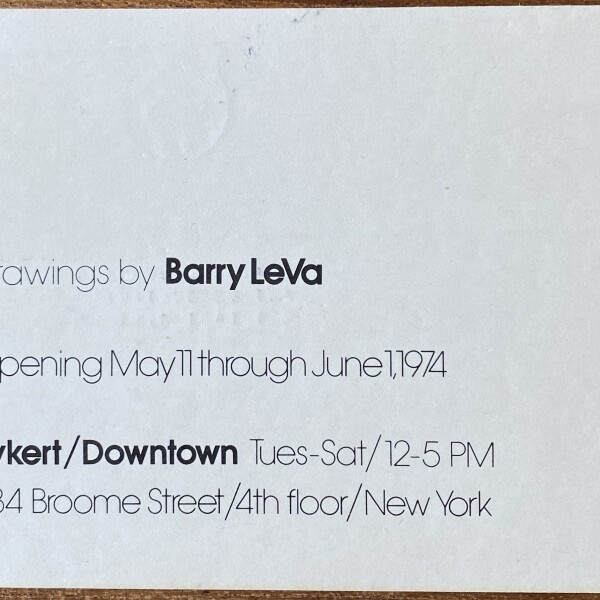 rawings by Barry LeVa
pening May 11 through June 1, 1974
ykert/Downtown Tues-Sat/12-5 PM
84 Broome Street/4th floor/New York